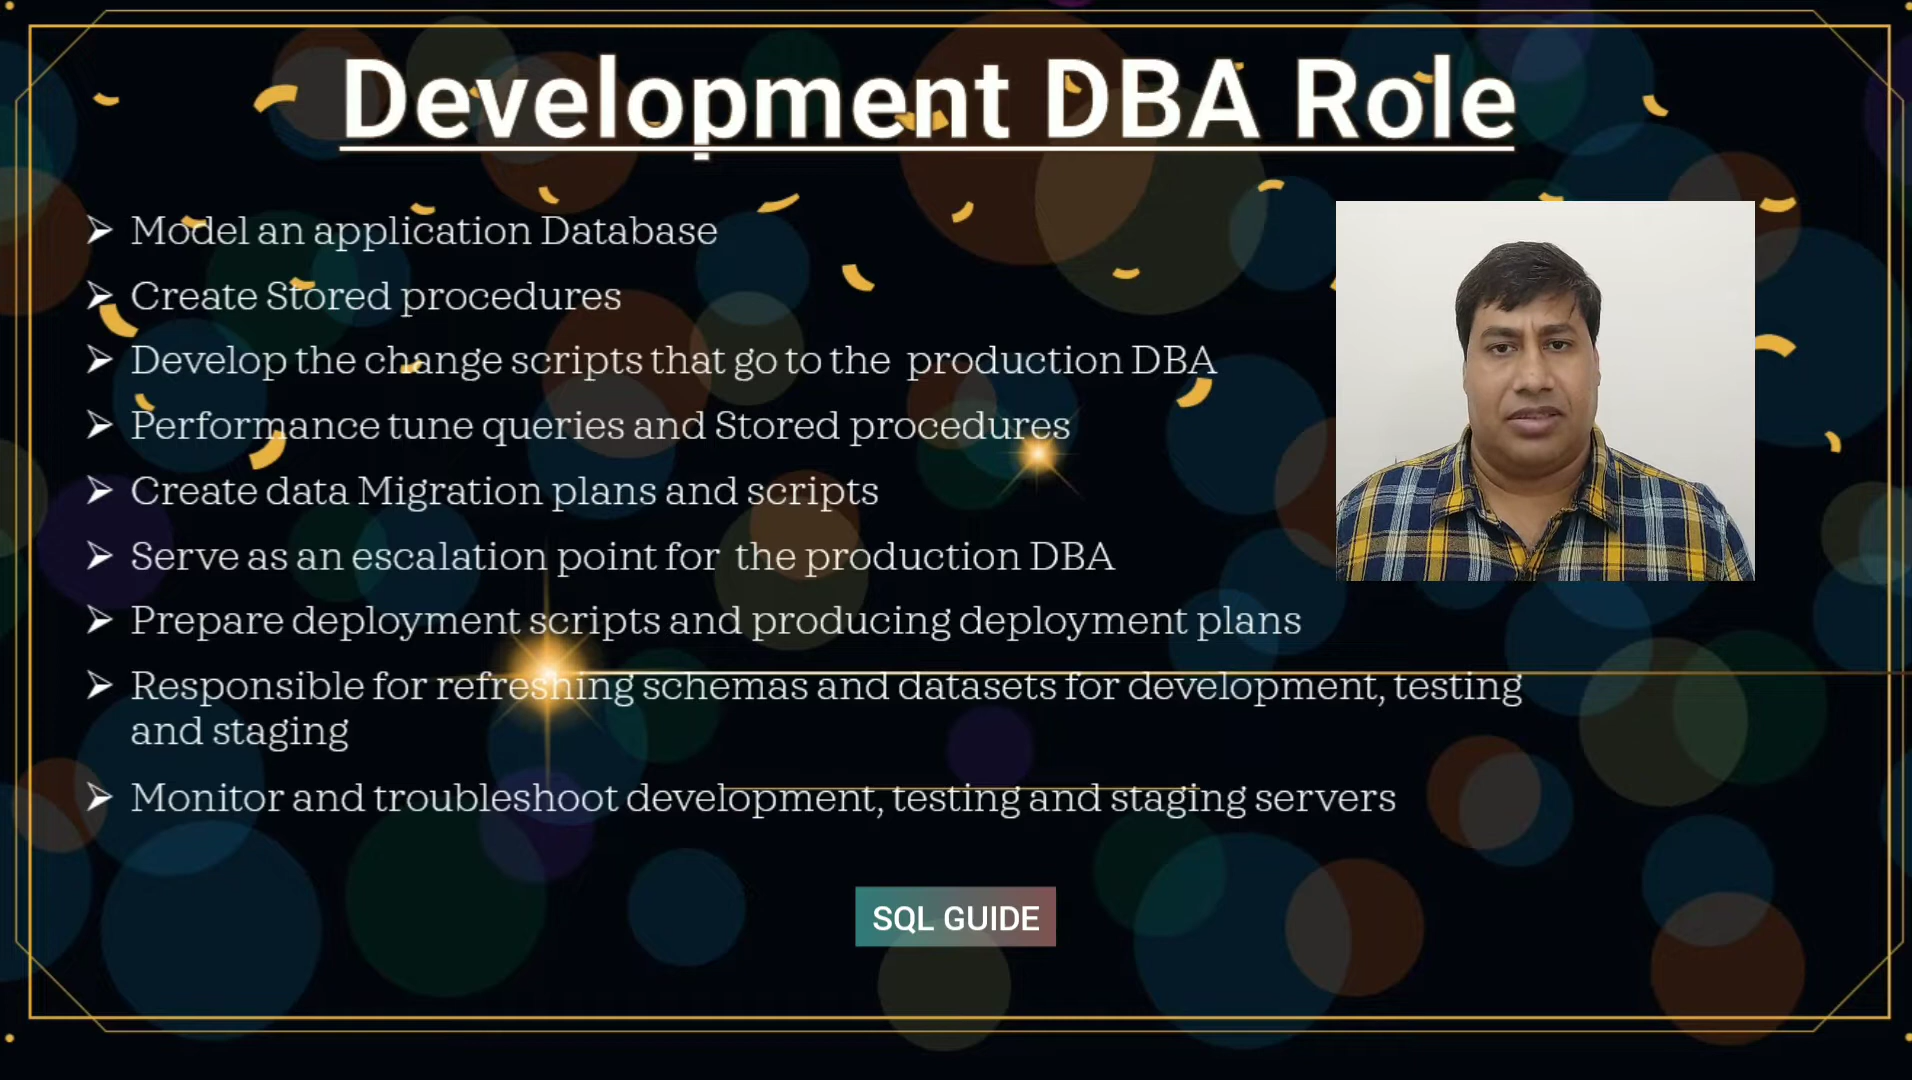 Development DBA Role
Model an application Database
Create Stored procedures
Develop the change scripts that go to the production DBA
Performance tune queries and Stored procedures
Create data Migration plans and scripts
Serve as an escalation point for the production DBA
Prepare deployment scripts and producing deployment plans
Responsible for refreshing schemas and datasets for development, testing
and staging
Monitor and troubleshoot development, testing and staging servers
SQL GUIDE